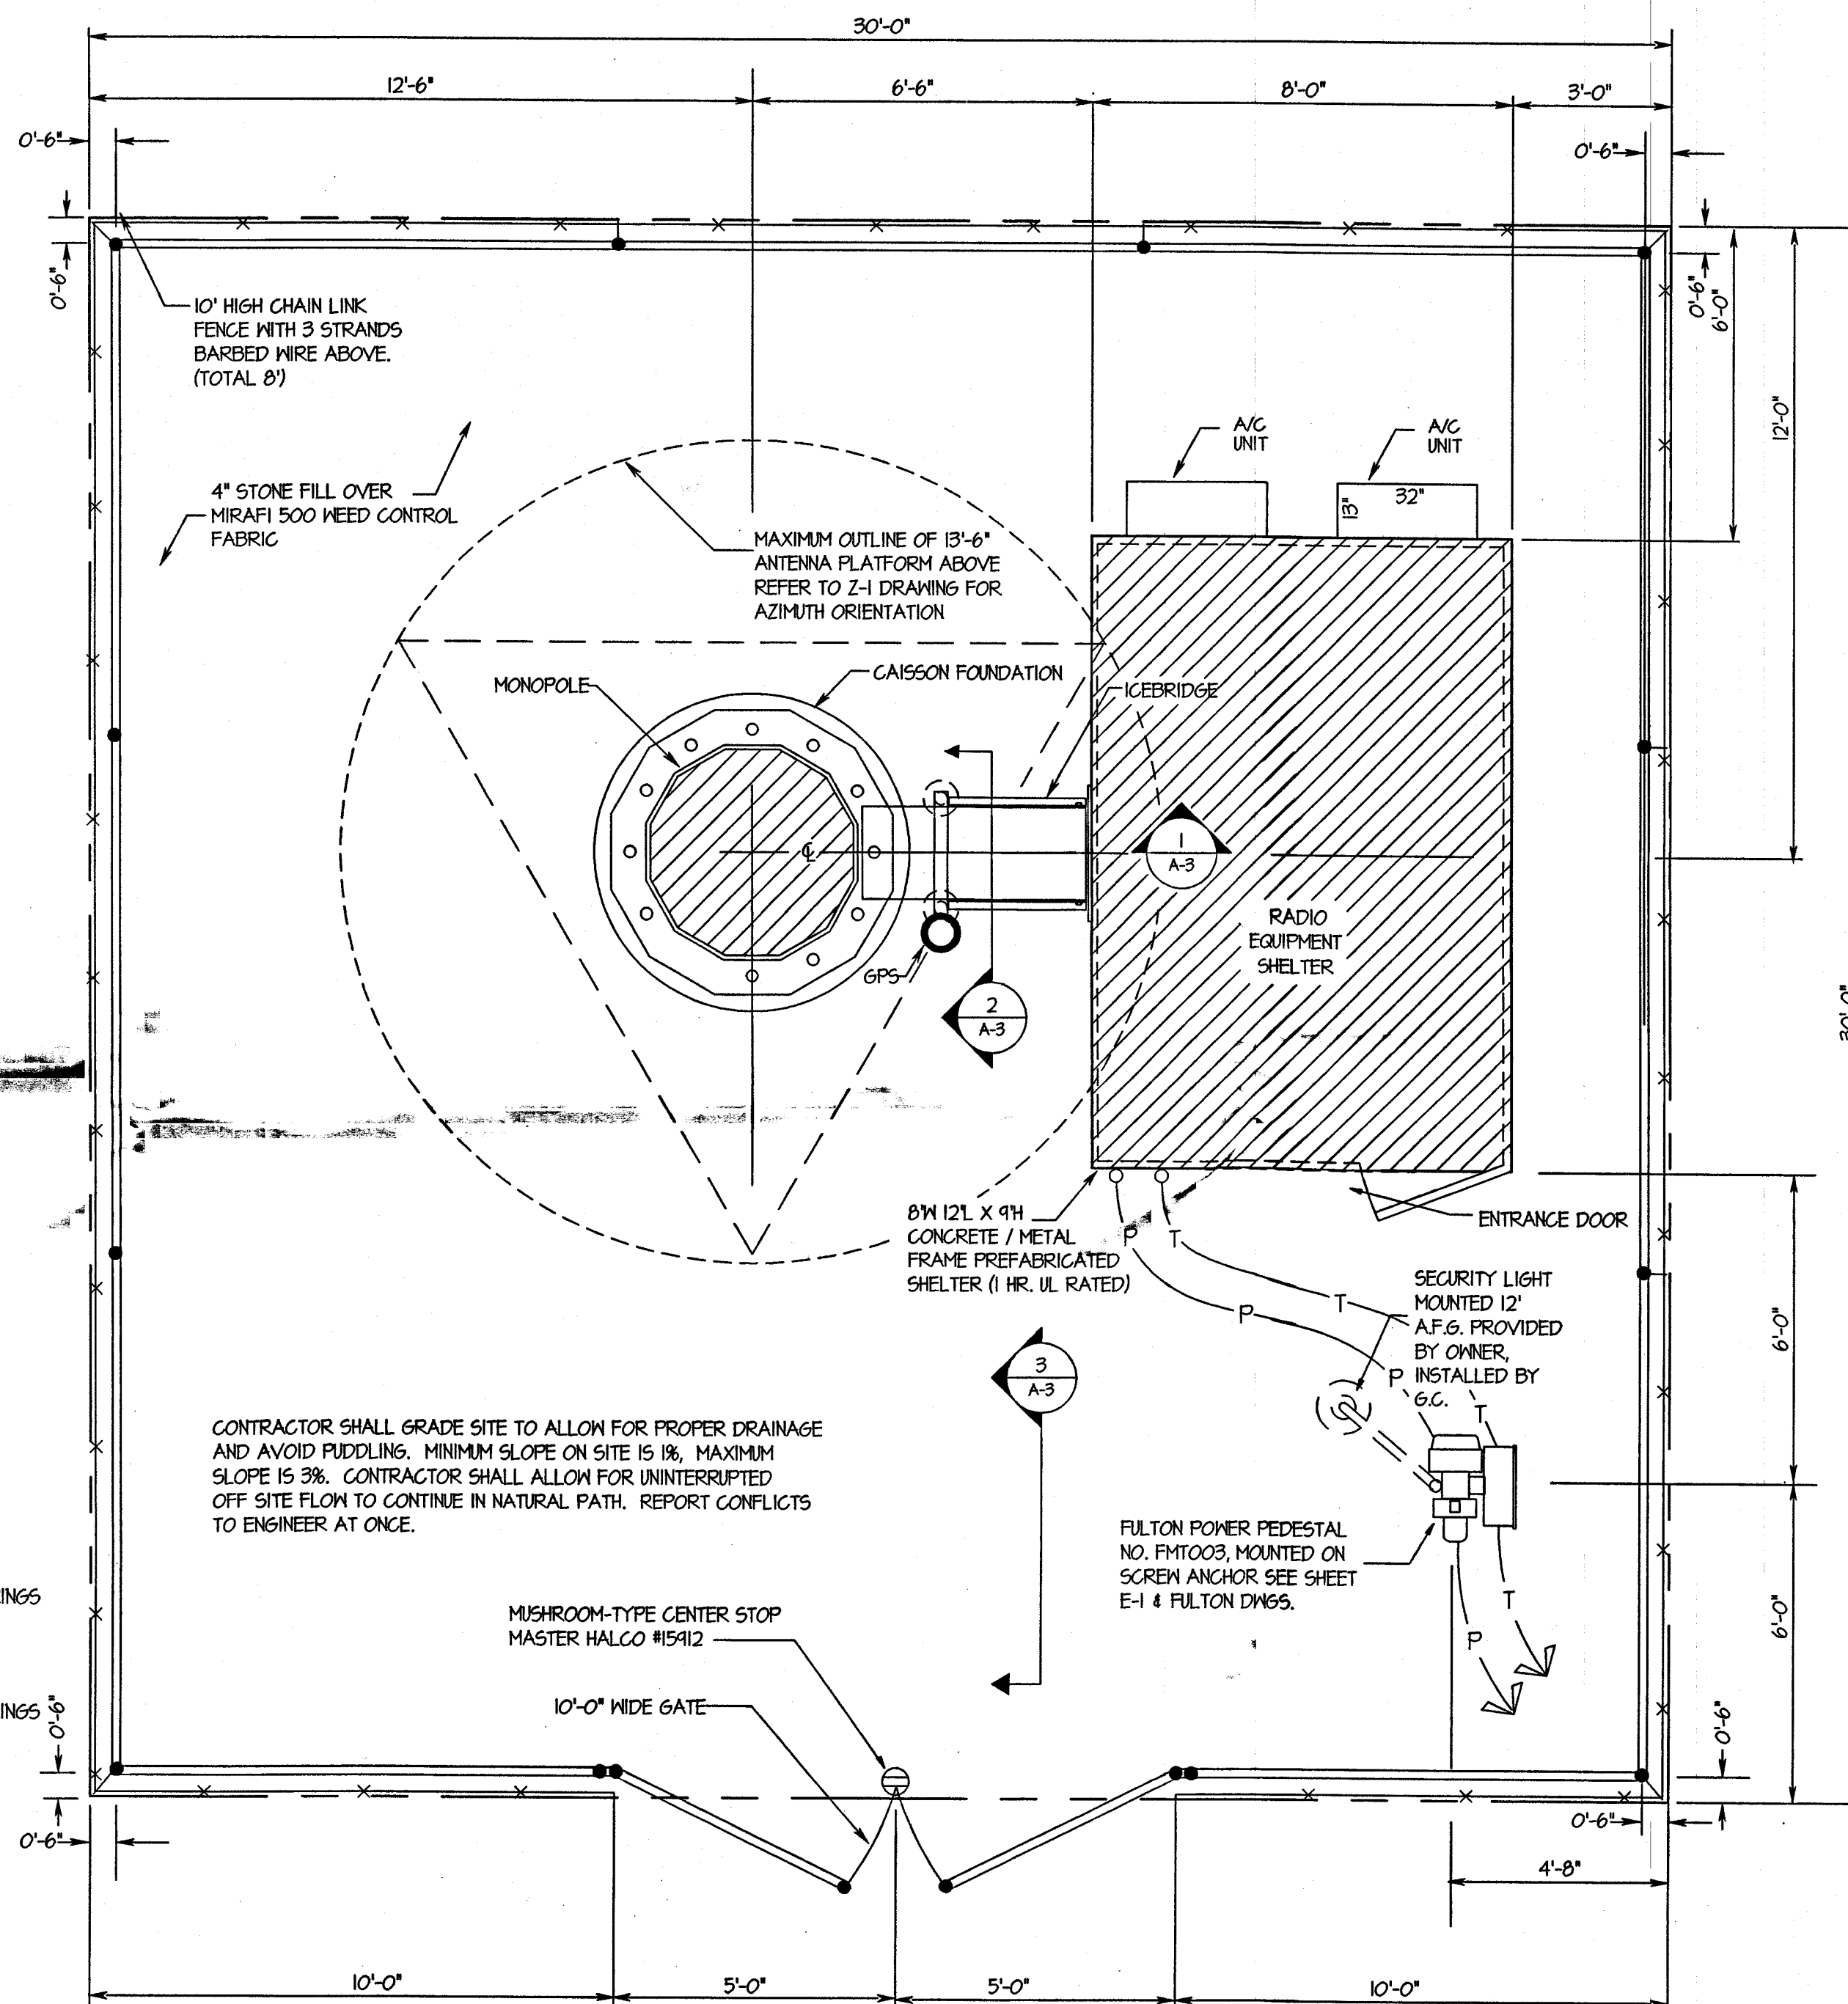 30'-0"
12'-6"
6'-6"
8'-0"
3'-0"
0'-6"
0'-6"
0'-6"
0'-6"
6'-0"
10' HIGH CHAIN LINK
FENCE WITH 3 STRANDS
BARBED WIRE ABOVE.
(TOTAL 8')
12'-0"
A/C
UNIT
A/C
UNIT
4" STONE FILL OVER
MIRAFI 500 WEED CONTROL
FABRIC
13"
32"
MAXIMUM OUTLINE OF 13'-6"
ANTENNA PLATFORM ABOVE
REFER TO Z-1 DRAWING FOR
AZIMUTH ORIENTATION
CAISSON FOUNDATION
MONOPOLE
ICEBRIDGE
℄
1
A-3
RADIO
EQUIPMENT
SHELTER
GPS
2
A-3
30'-0"
8'W 12'L X 9'H
CONCRETE / METAL
FRAME PREFABRICATED
SHELTER (1 HR. UL RATED)
P
T
ENTRANCE DOOR
SECURITY LIGHT
MOUNTED 12'
A.F.G. PROVIDED
BY OWNER,
INSTALLED BY
G.C.
T
P
P
T
6'-0"
3
A-3
CONTRACTOR SHALL GRADE SITE TO ALLOW FOR PROPER DRAINAGE
AND AVOID PUDDLING. MINIMUM SLOPE ON SITE IS 1%, MAXIMUM
SLOPE IS 3%. CONTRACTOR SHALL ALLOW FOR UNINTERRUPTED
OFF SITE FLOW TO CONTINUE IN NATURAL PATH. REPORT CONFLICTS
TO ENGINEER AT ONCE.
FULTON POWER PEDESTAL
NO. FMT003, MOUNTED ON
SCREW ANCHOR SEE SHEET
E-1 & FULTON DWGS.
T
P
6'-0"
INGS
MUSHROOM-TYPE CENTER STOP
MASTER HALCO #15912
INGS
0'-6"
10'-0" WIDE GATE
0'-6"
0'-6"
0'-6"
4'-8"
10'-0"
5'-0"
5'-0"
10'-0"